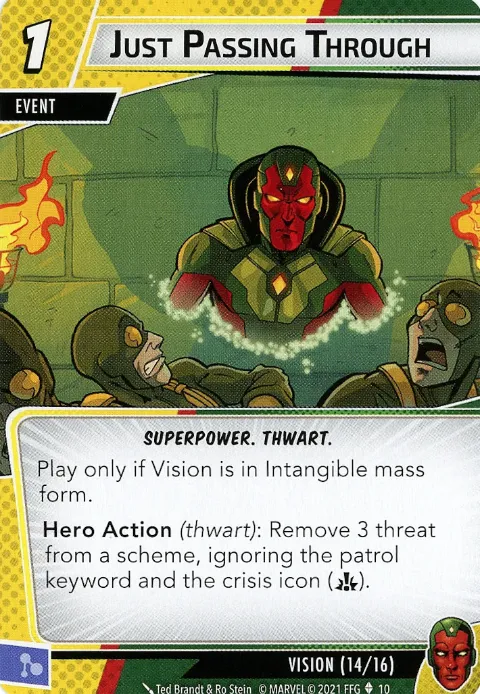 1
JUST PASSING THROUGH
EVENT
SUPERPOWER. THWART.
Play only if Vision is in Intangible mass
form.
Hero Action (thwart): Remove 3 threat
from a scheme, ignoring the patrol
keyword and the crisis icon ( ).
VISION (14/16)
Ted Brandt & Ro Stein © MARVEL © 2021 FFG 10